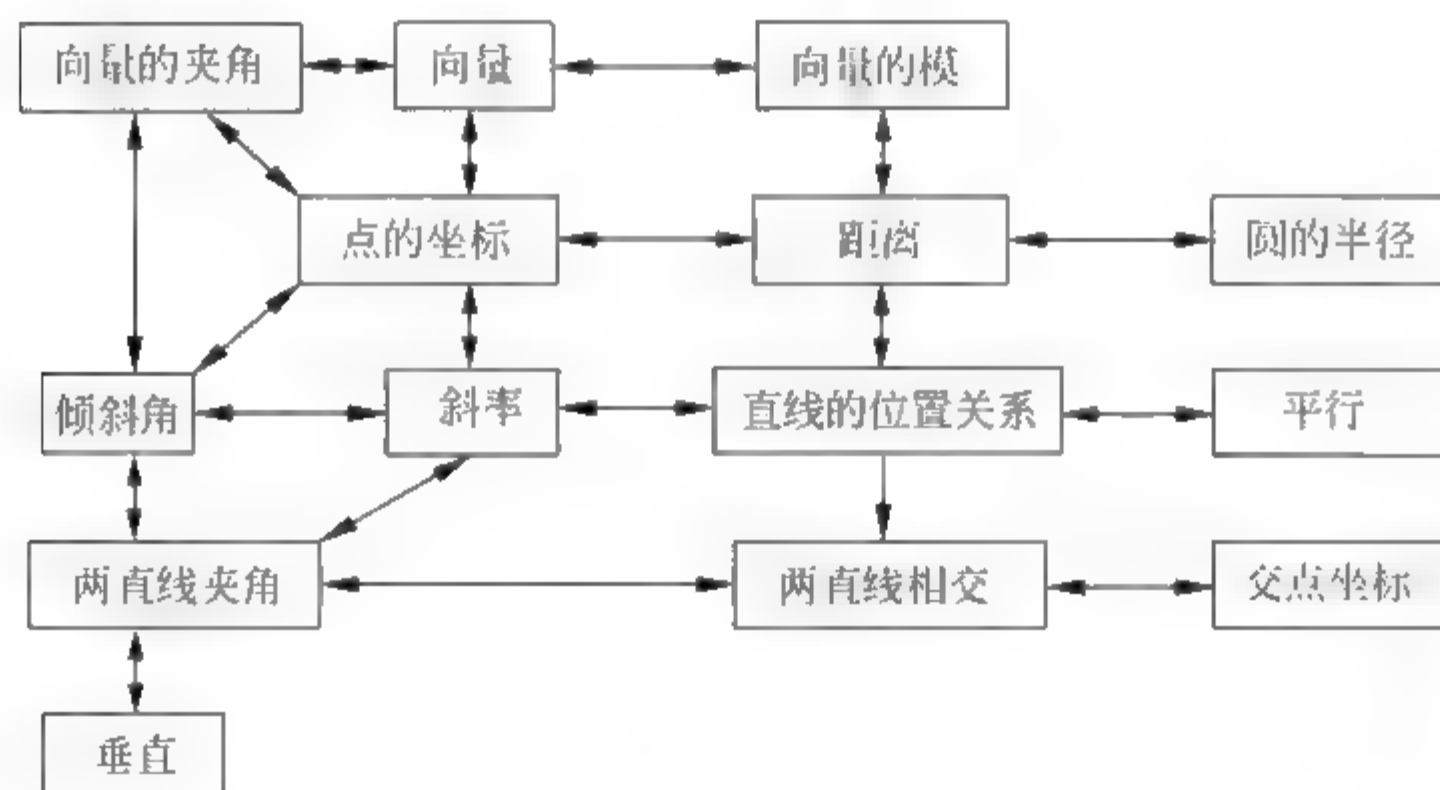 向量的夹角
向量
向量的模
点的坐标
距离
圆的半径
倾斜角
斜率
直线的位置关系
平行
两直线夹角
两直线相交
交点坐标
垂直